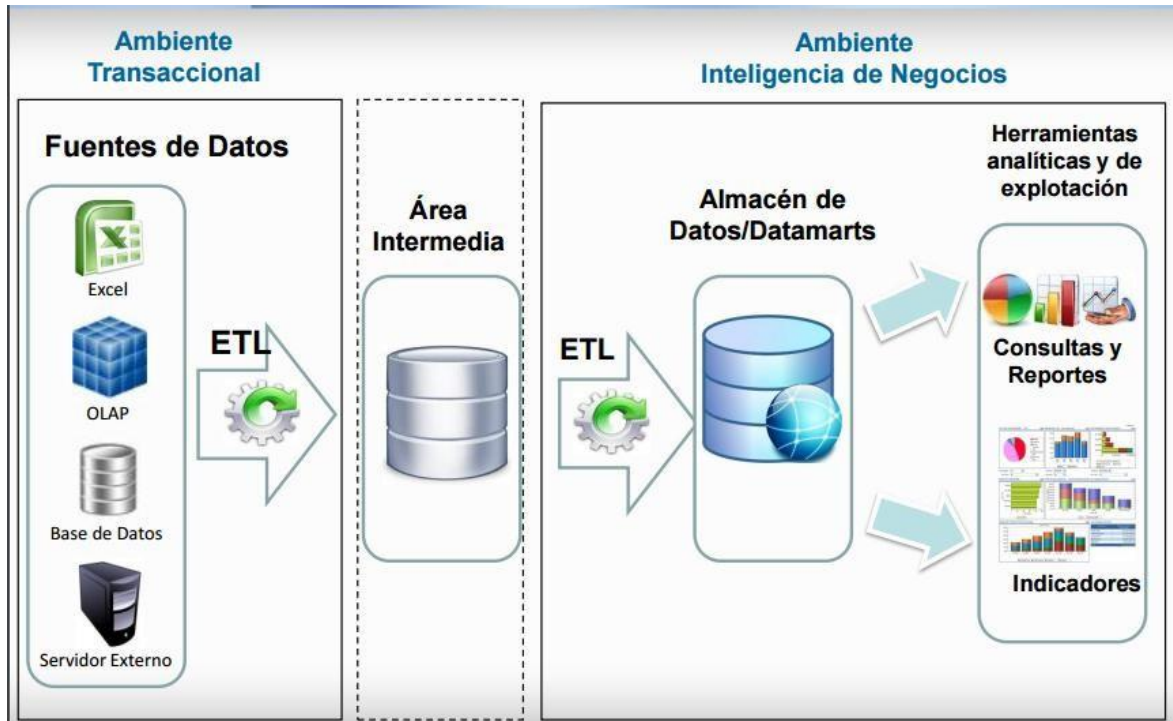 Ambiente
Transaccional
Fuentes de Datos
Excel
OLAP
Base de Datos
Servidor Externo
ETL
Área
Intermedia
Ambiente
Inteligencia de Negocios
ETL
Almacén de
Datos/Datamarts
Herramientas
analíticas y de
explotación
Consultas y
Reportes
Indicadores